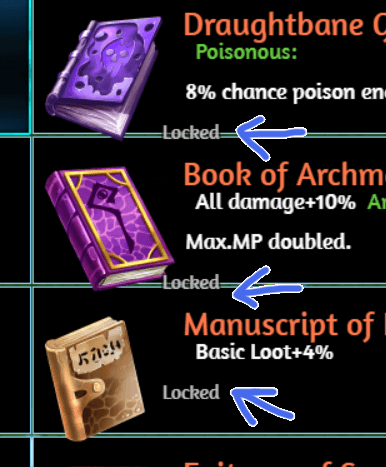 Draughtbane
Poisonous:
8% chance poison
Locked
Book of
All damage+10%
Max.MP doubled.
Locked
Manuscript of
Basic Loot+4%
Locked